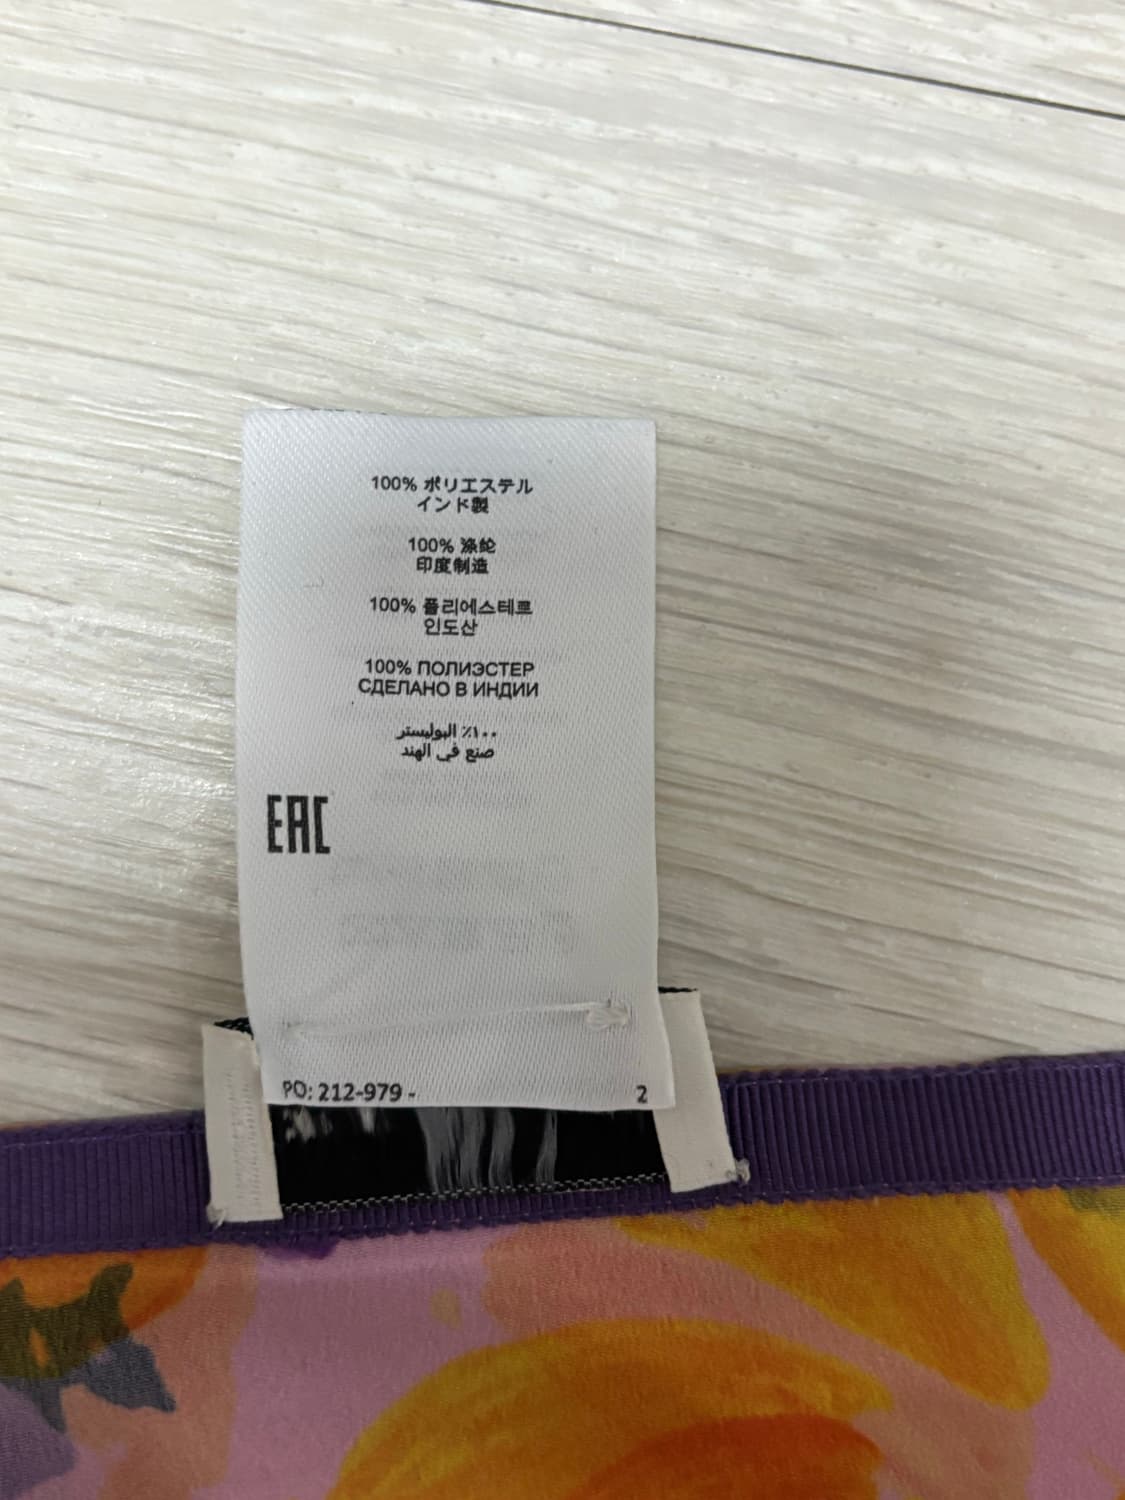 100% ポリエステル
インド製
100% 涤纶
印度制造
100% 폴리에스테르
인도산
100% ПОЛИЭСТЕР
СДЕЛАНО В ИНДИИ
١٠٠٪ البوليستر
صنع في الهند
EAC
PO: 212-979 - 2